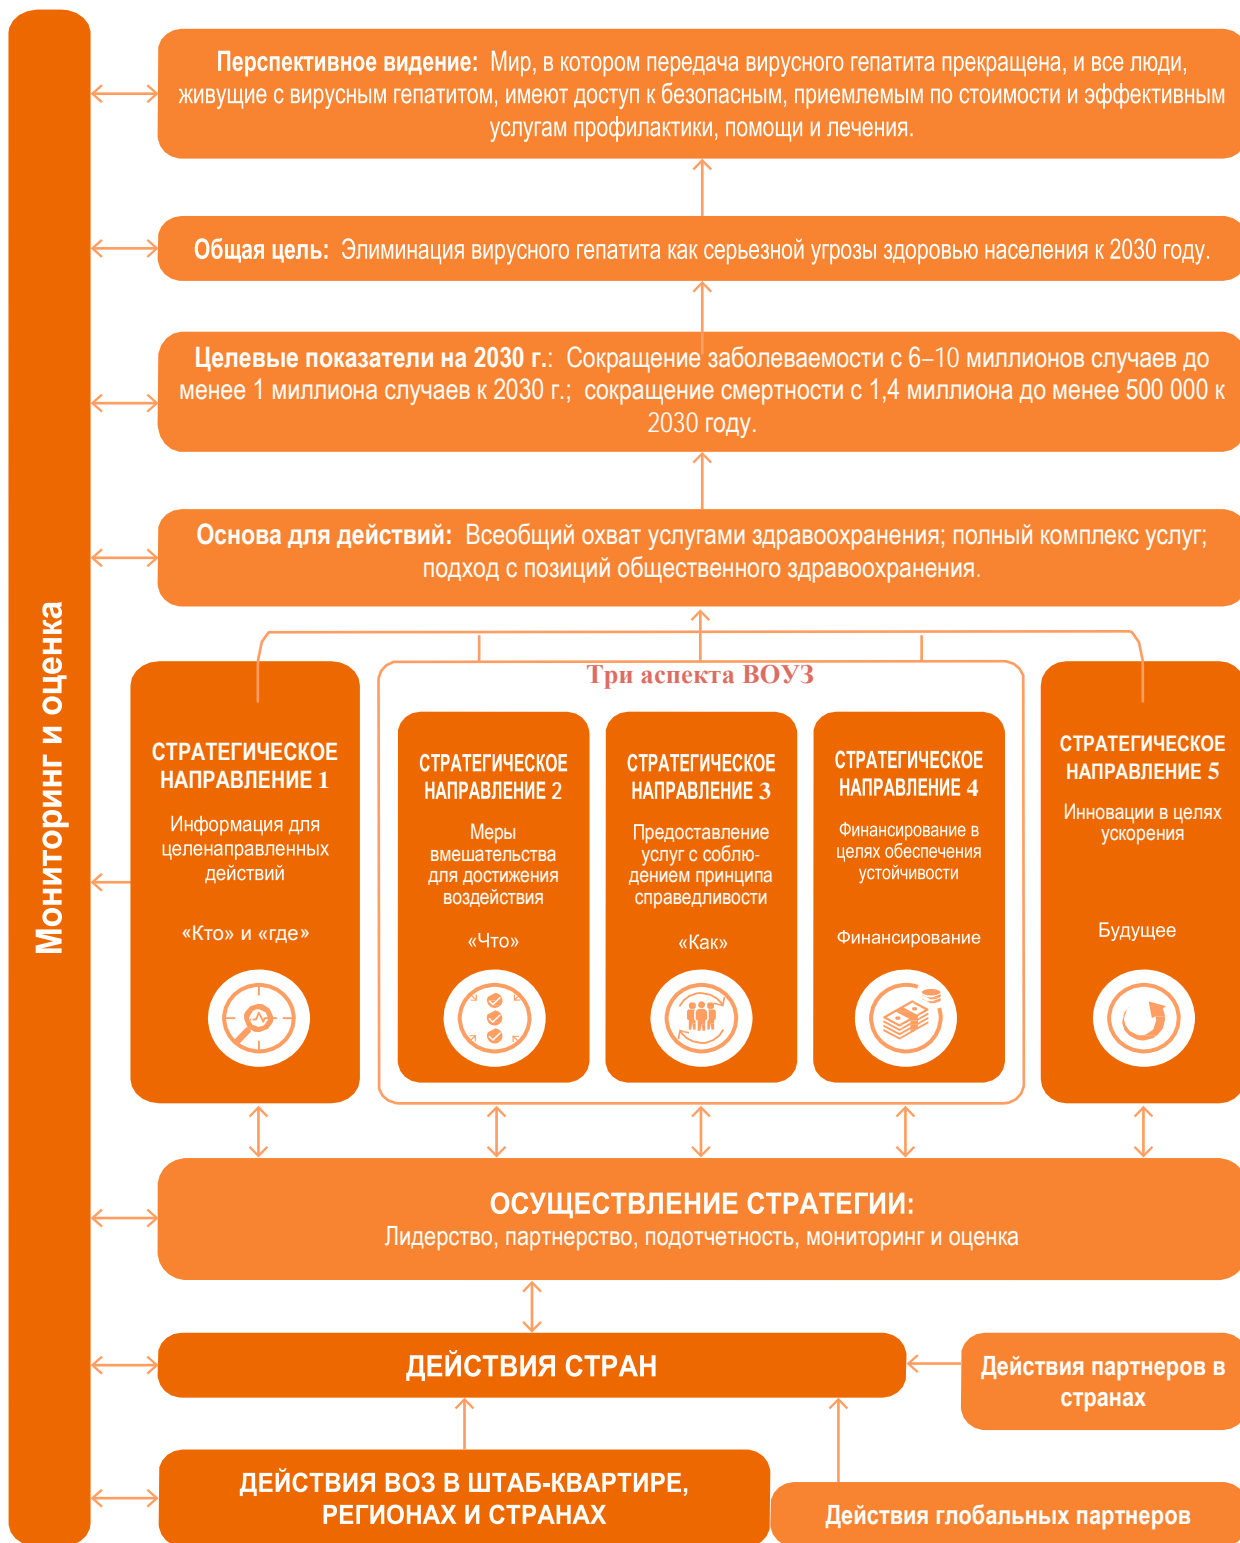 Мониторинг и оценка
Перспективное видение: Мир, в котором передача вирусного гепатита прекращена, и все люди,
живущие с вирусным гепатитом, имеют доступ к безопасным, приемлемым по стоимости и эффективным
услугам профилактики, помощи и лечения.
Общая цель: Элиминация вирусного гепатита как серьезной угрозы здоровью населения к 2030 году.
Целевые показатели на 2030 г.: Сокращение заболеваемости с 6–10 миллионов случаев до
менее 1 миллиона случаев к 2030 г.; сокращение смертности с 1,4 миллиона до менее 500 000 к
2030 году.
Основа для действий: Всеобщий охват услугами здравоохранения; полный комплекс услуг;
подход с позиций общественного здравоохранения.
Три аспекта ВОУЗ
СТРАТЕГИЧЕСКОЕ
НАПРАВЛЕНИЕ 1
Информация для
целенаправленных
действий
«Кто» и «где»
СТРАТЕГИЧЕСКОЕ
НАПРАВЛЕНИЕ 2
Меры
вмешательства
для достижения
воздействия
«Что»
СТРАТЕГИЧЕСКОЕ
НАПРАВЛЕНИЕ 3
Предоставление
услуг с соблю-
дением принципа
справедливости
«Как»
СТРАТЕГИЧЕСКОЕ
НАПРАВЛЕНИЕ 4
Финансирование в
целях обеспечения
устойчивости
Финансирование
СТРАТЕГИЧЕСКОЕ
НАПРАВЛЕНИЕ 5
Инновации в целях
ускорения
Будущее
ОСУЩЕСТВЛЕНИЕ СТРАТЕГИИ:
Лидерство, партнерство, подотчетность, мониторинг и оценка
ДЕЙСТВИЯ СТРАН
Действия партнеров в
странах
ДЕЙСТВИЯ ВОЗ В ШТАБ-КВАРТИРЕ,
РЕГИОНАХ И СТРАНАХ
Действия глобальных партнеров